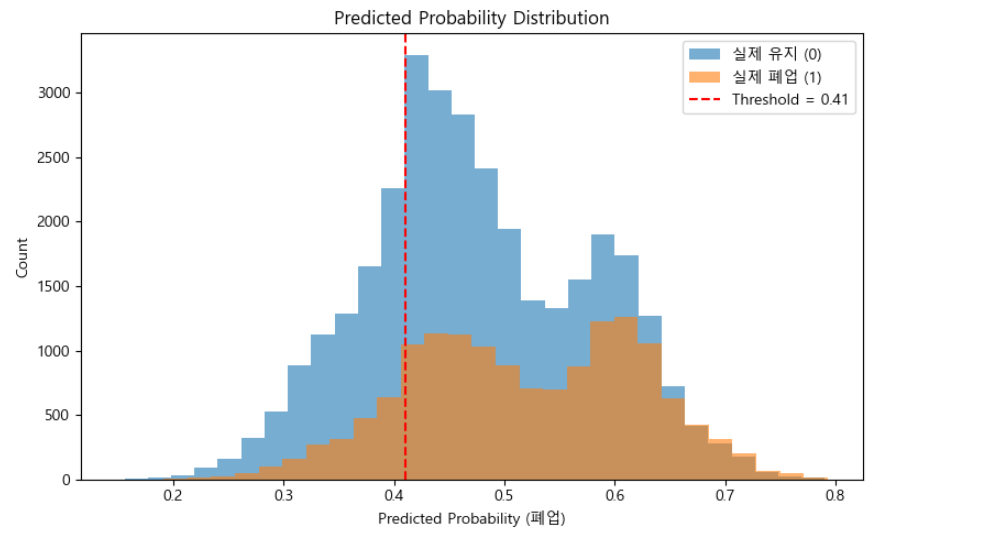 Predicted Probability Distribution
실제 유지 (0)
실제 폐업 (1)
Threshold = 0.41
Count
3000
2500
2000
1500
1000
500
0
0.2 0.3 0.4 0.5 0.6 0.7 0.8
Predicted Probability (폐업)